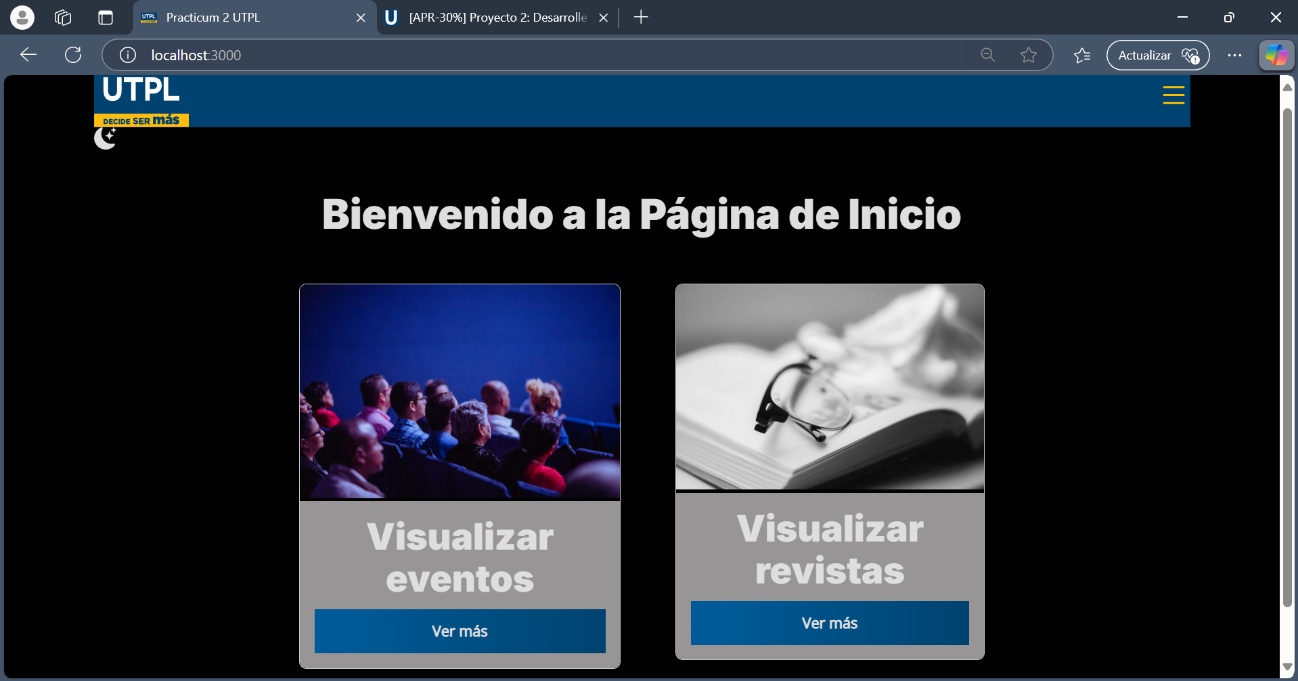 Practicum 2 UTPL
[APR-30%] Proyecto 2: Desarrolle
localhost:3000
Actualizar
UTPL
DECIDE SER más
Bienvenido a la Página de Inicio
Visualizar
eventos
Ver más
Visualizar
revistas
Ver más